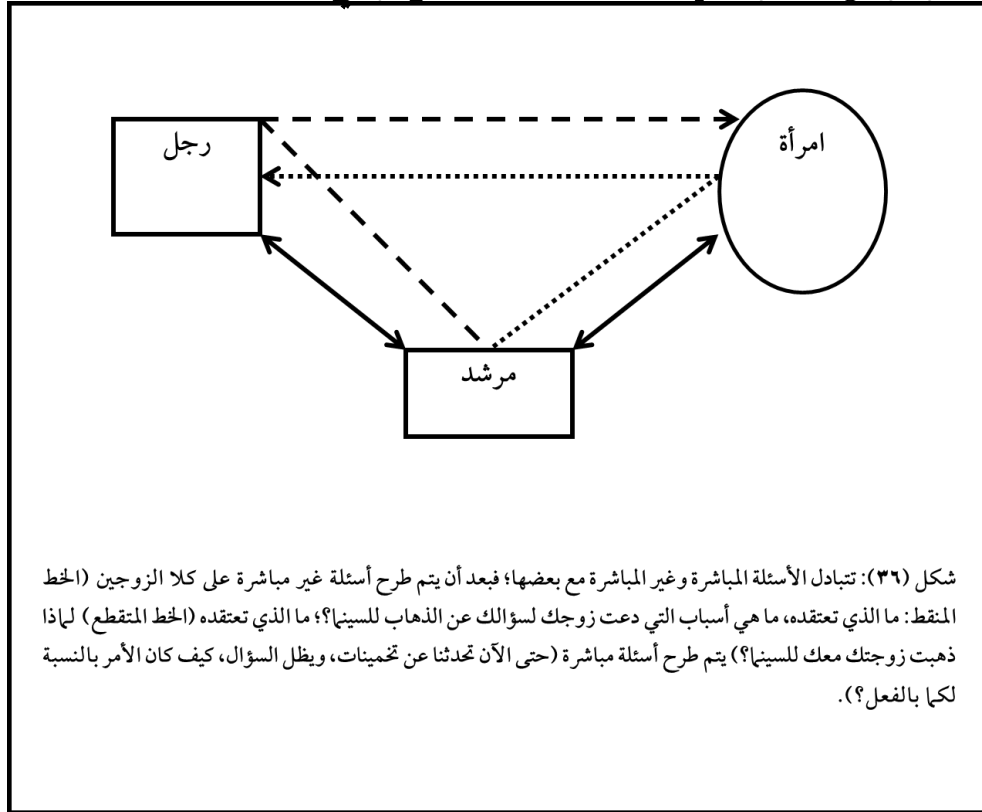 امرأة
رجل
مرشد
شكل (٣٦): تتبادل الأسئلة المباشرة وغير المباشرة مع بعضها؛ فبعد أن يتم طرح أسئلة غير مباشرة على كلا الزوجين (الخط
المنقط: ما الذي تعتقده، ما هي أسباب التي دعت زوجك لسؤالك عن الذهاب للسينما؟؛ ما الذي تعتقده (الخط المتقطع) لماذا
ذهبت زوجتك معك للسينما؟) يتم طرح أسئلة مباشرة (حتى الآن تحدثنا عن تخمينات، ويظل السؤال، كيف كان الأمر بالنسبة
لكما بالفعل؟).